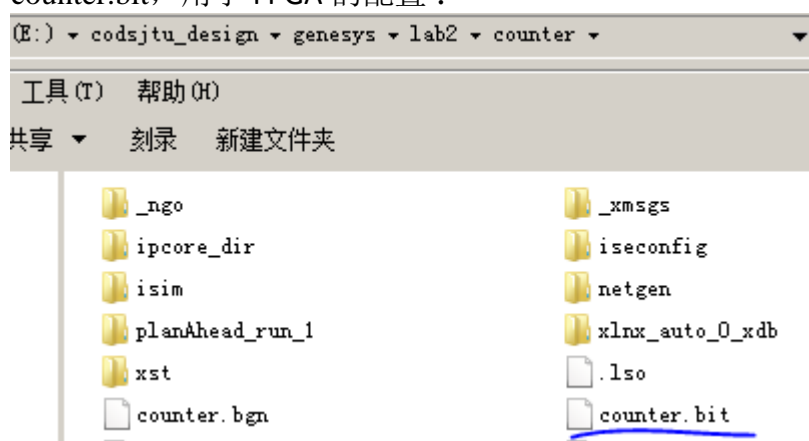 counter.bit，用于 FPGA 的配置：
(E:) ▾ codsjtu_design ▾ genesys ▾ lab2 ▾ counter ▾
工具(T) 帮助(H)
共享 ▾ 刻录 新建文件夹
_ngo _xmsgs
ipcore_dir iseconfig
isim netgen
planAhead_run_1 xlnx_auto_0_xdb
xst .lso
counter.bgn counter.bit